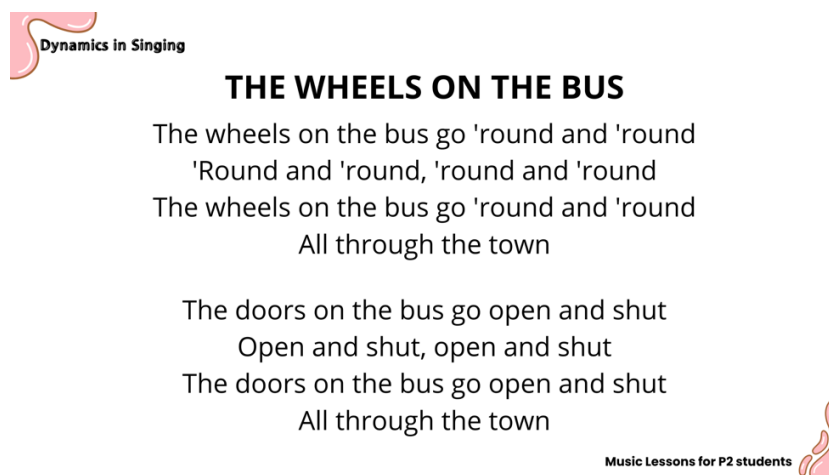 Dynamics in Singing
THE WHEELS ON THE BUS
The wheels on the bus go 'round and 'round
'Round and 'round, 'round and 'round
The wheels on the bus go 'round and 'round
All through the town
The doors on the bus go open and shut
Open and shut, open and shut
The doors on the bus go open and shut
All through the town
Music Lessons for P2 students